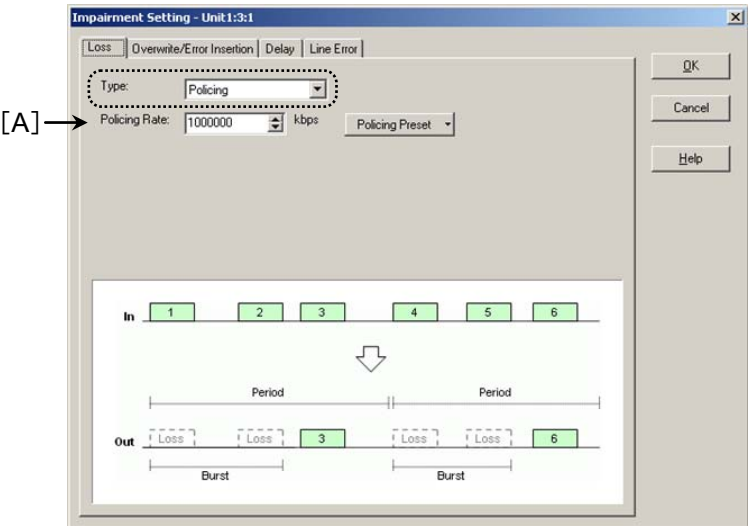 Impairment Setting - Unit1:3:1
Loss Overwrite/Error Insertion Delay Line Error
OK
Type: Policing
Cancel
[A] Policing Rate: 1000000 kbps Policing Preset
Help
In 1 2 3 4 5 6
Period Period
Out Loss Loss 3 Loss Loss 6
Burst Burst